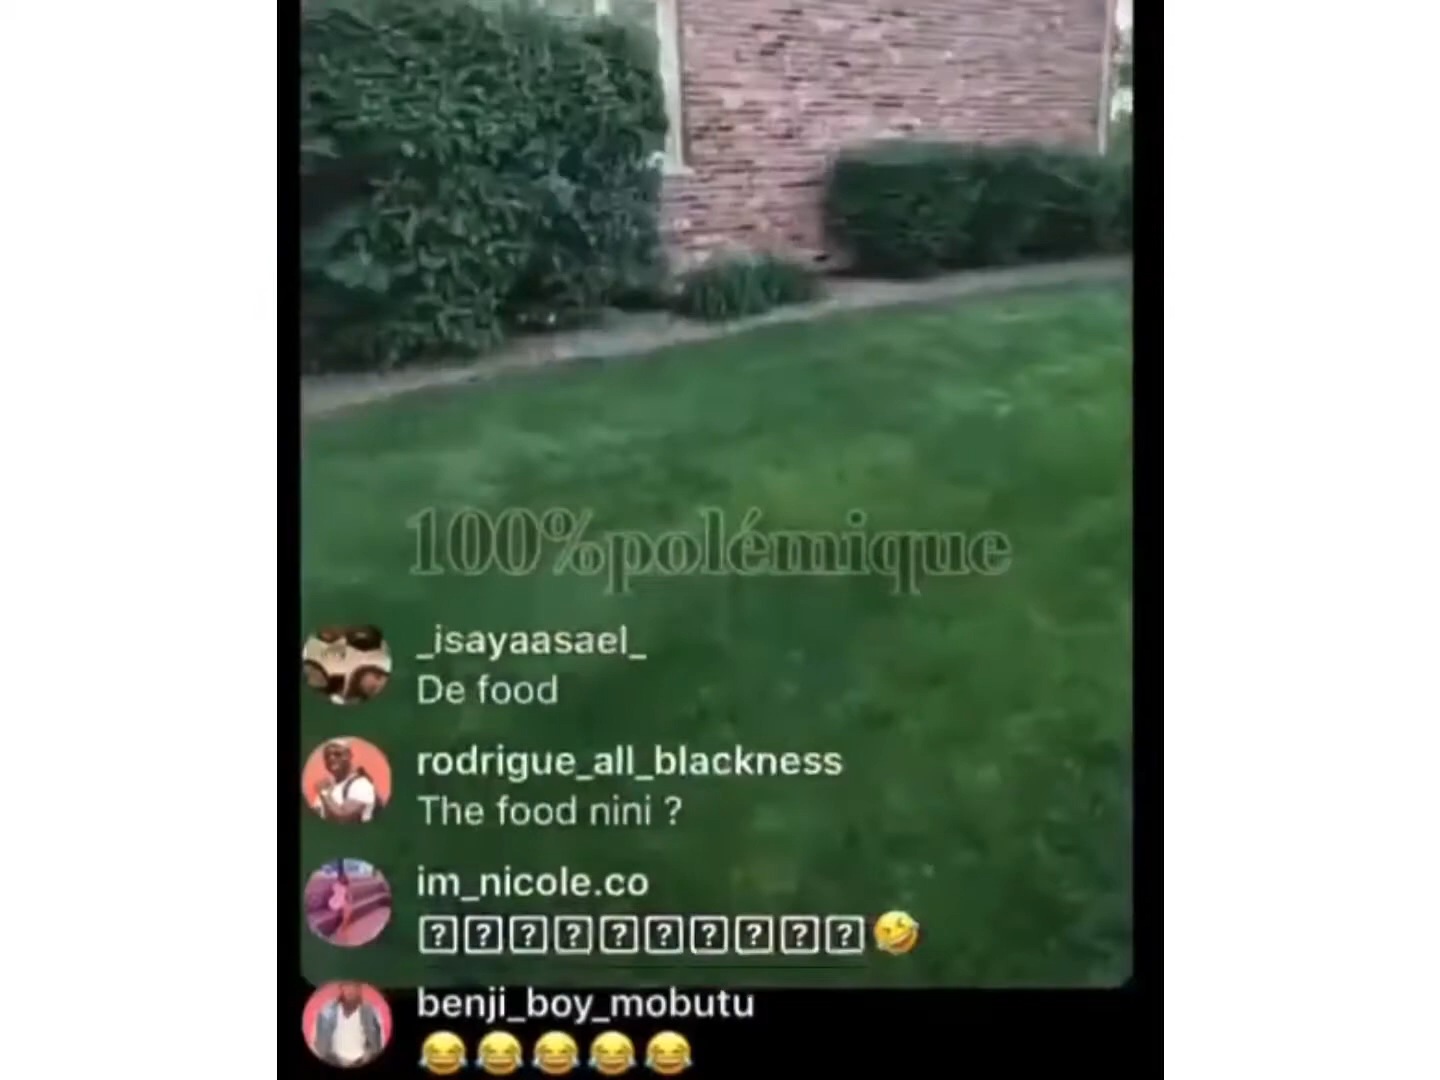 100%polémique
_isayaasael_
De food
rodrigue_all_blackness
The food nini ?
im_nicole.co
🤣
benji_boy_mobutu
😂😂😂😂😂